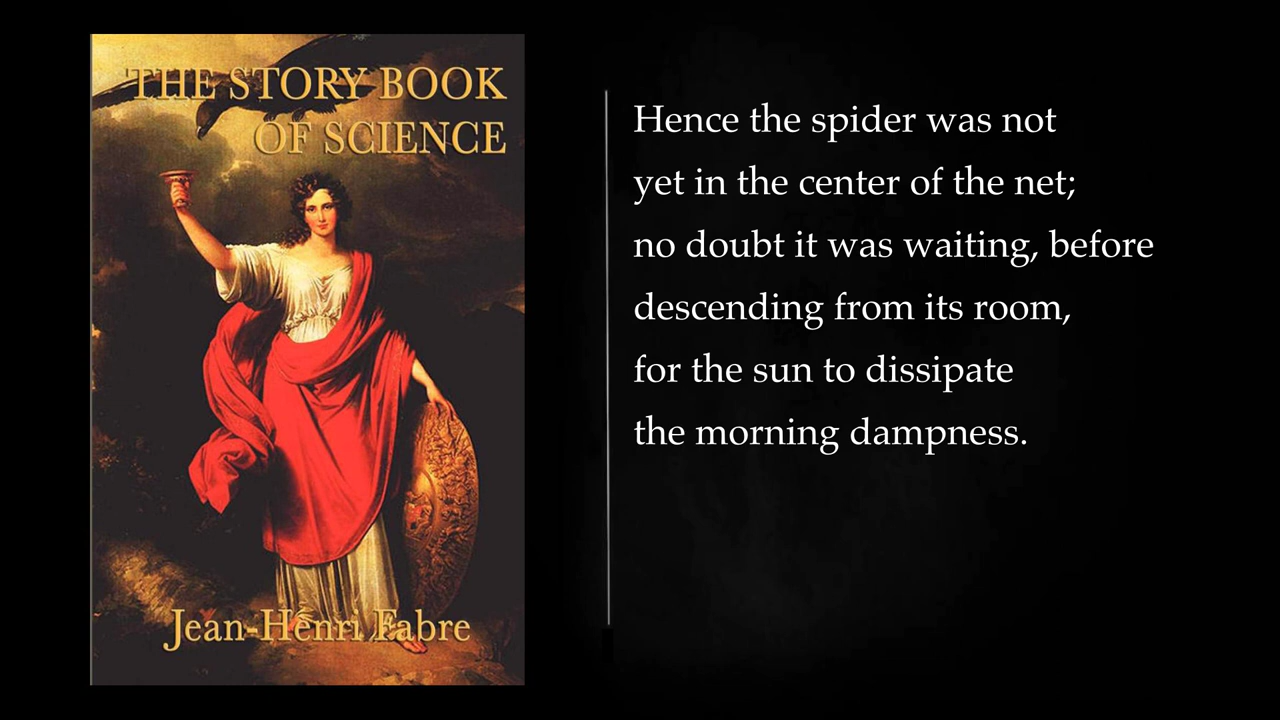 THE STORY BOOK
OF SCIENCE
Jean-Henri Fabre
Hence the spider was not
yet in the center of the net;
no doubt it was waiting, before
descending from its room,
for the sun to dissipate
the morning dampness.